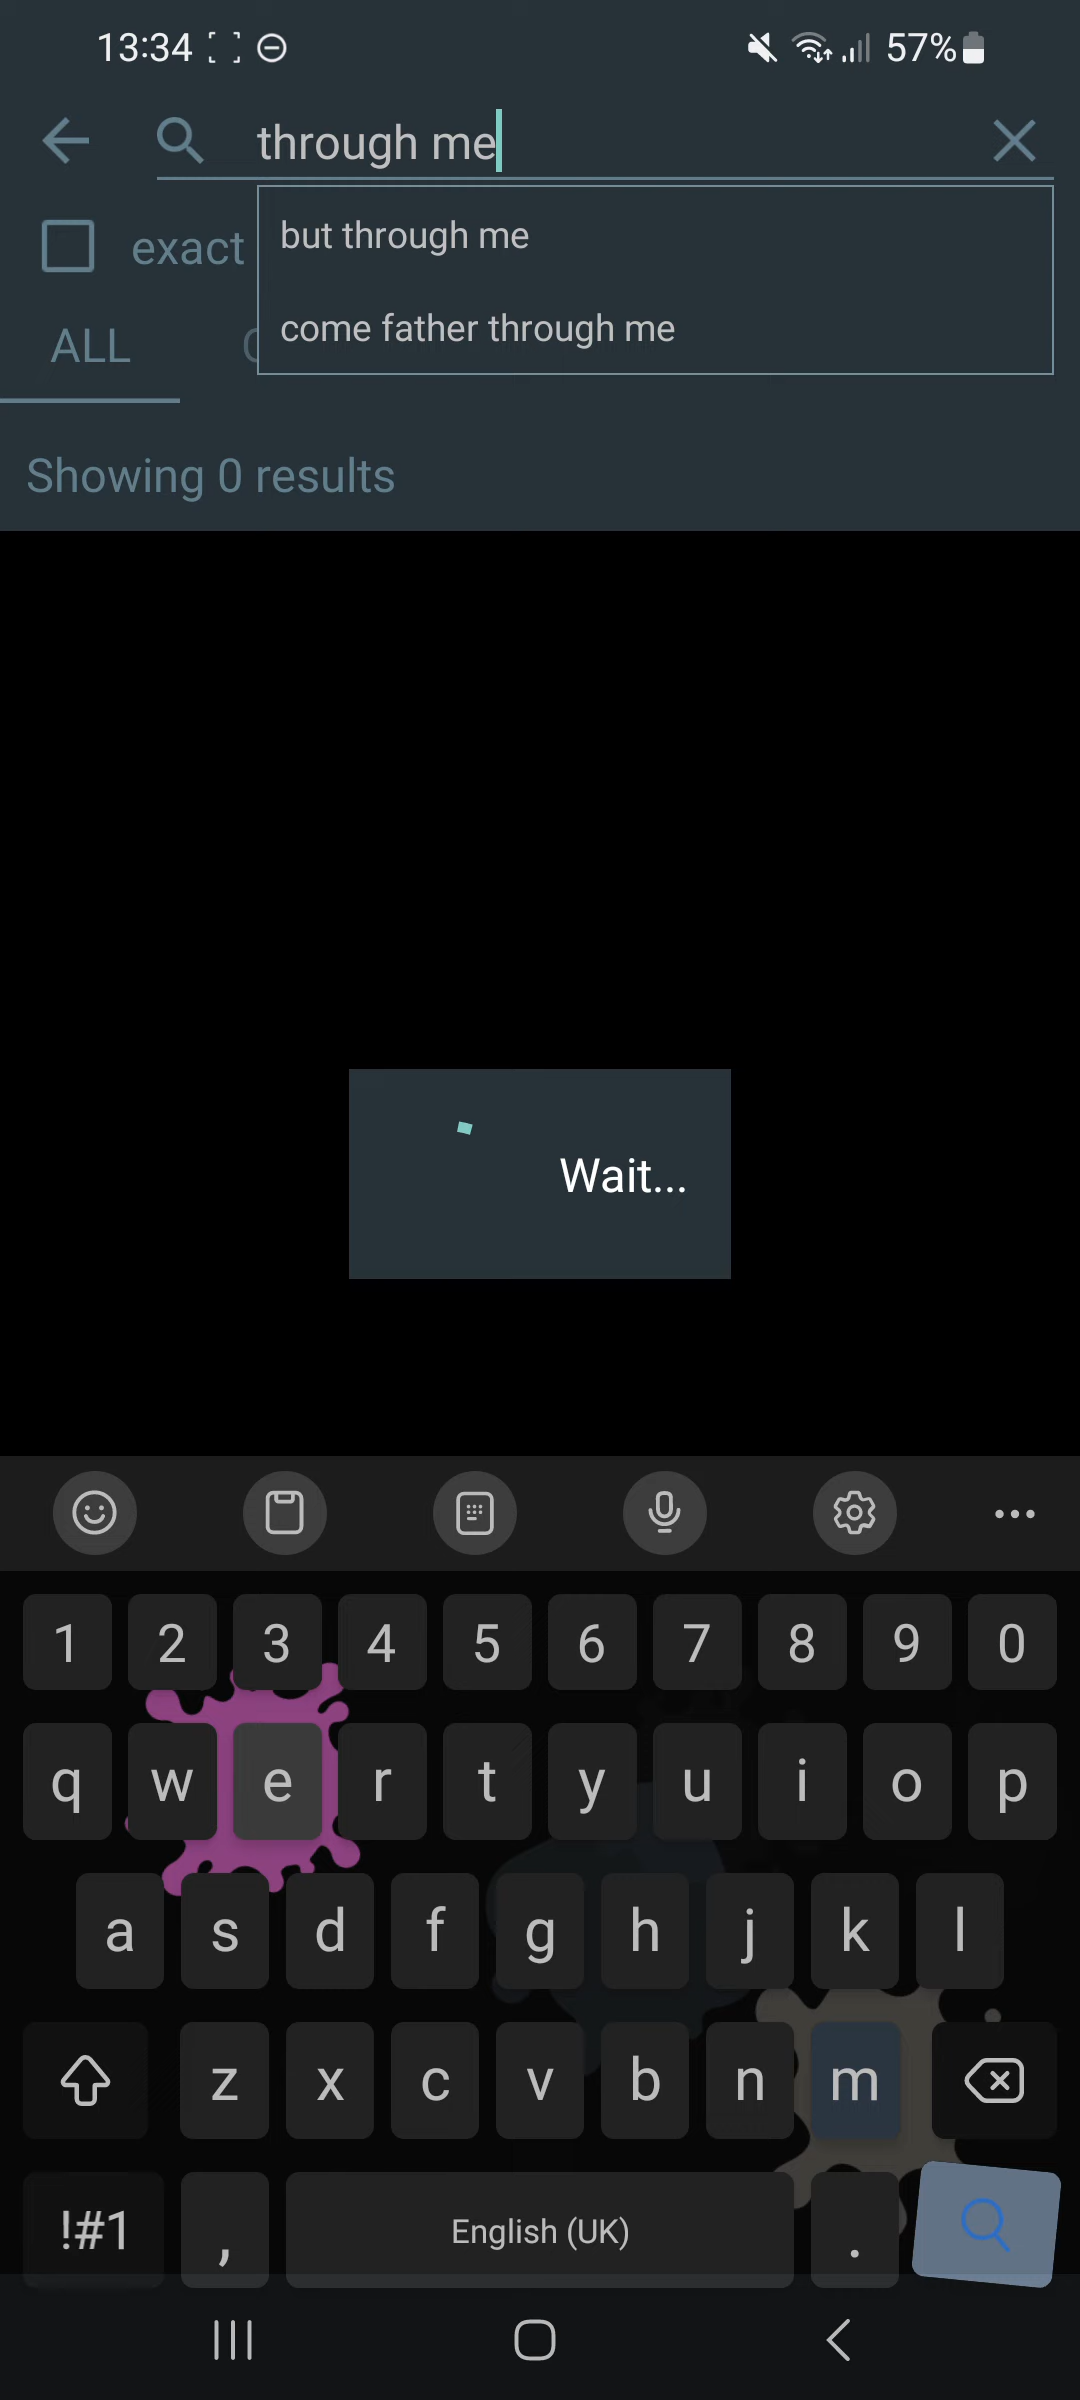 13:34 57%
through me
but through me
exact
come father through me
ALL
Showing 0 results
Wait...
1 2 3 4 5 6 7 8 9 0
q w e r t y u i o p
a s d f g h j k l
z x c v b n m
!#1 , English (UK) .